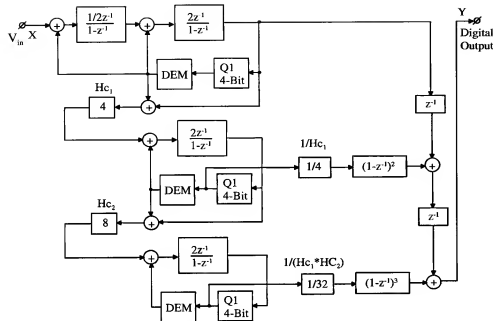 Y
Digital
Output
V_in X
1/2z⁻¹
1-z⁻¹
2z⁻¹
1-z⁻¹
DEM
Q1
4-Bit
Hc₁
4
z⁻¹
2z⁻¹
1-z⁻¹
1/Hc₁
DEM
Q1
4-Bit
1/4
(1-z⁻¹)²
Hc₂
8
z⁻¹
2z⁻¹
1-z⁻¹
1/(Hc₁*HC₂)
DEM
Q1
4-Bit
1/32
(1-z⁻¹)³